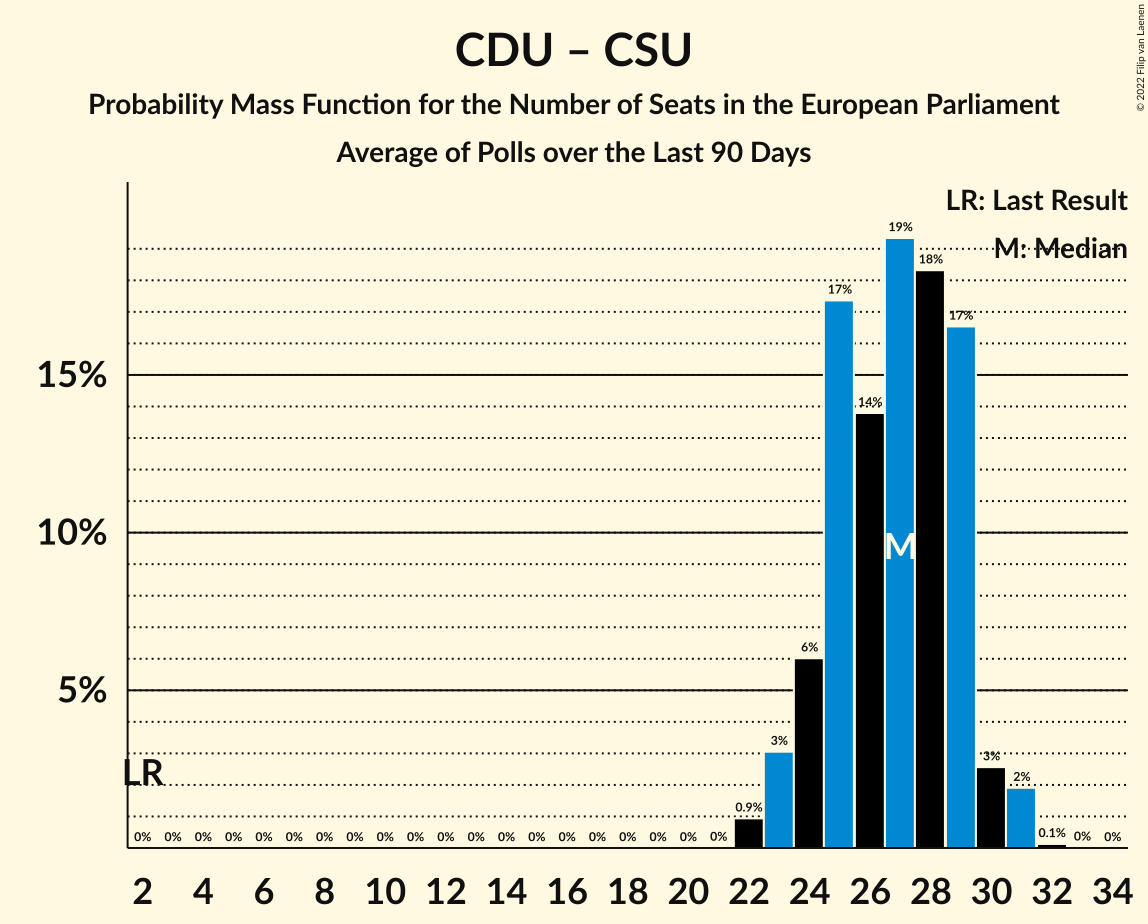 CDU – CSU
Probability Mass Function for the Number of Seats in the European Parliament
Average of Polls over the Last 90 Days
© 2022 Filip van Laenen
LR: Last Result
M: Median
15%
10%
5%
LR
M
0% 0% 0% 0% 0% 0% 0% 0% 0% 0% 0% 0% 0% 0% 0% 0% 0% 0% 0% 0% 0.9% 3% 6% 17% 14% 19% 18% 17% 3% 2% 0.1% 0% 0%
2 4 6 8 10 12 14 16 18 20 22 24 26 28 30 32 34